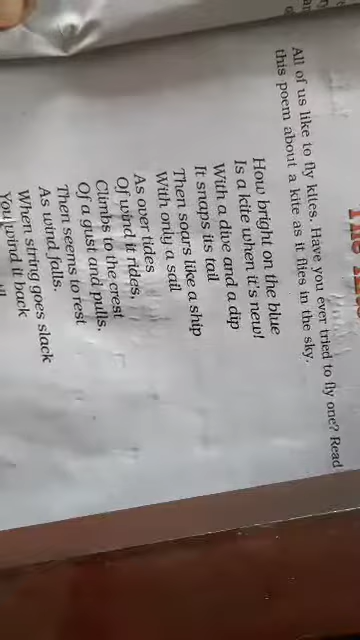 All of us like to fly kites. Have you ever tried to fly one? Read
this poem about a kite as it flies in the sky.
How bright on the blue
Is a kite when it's new!
With a dive and a dip
It snaps its tail
Then soars like a ship
With only a sail
As over tides
Of wind it rides,
Climbs to the crest
Of a gust and pulls,
Then seems to rest
As wind falls.
When string goes slack
You wind it back